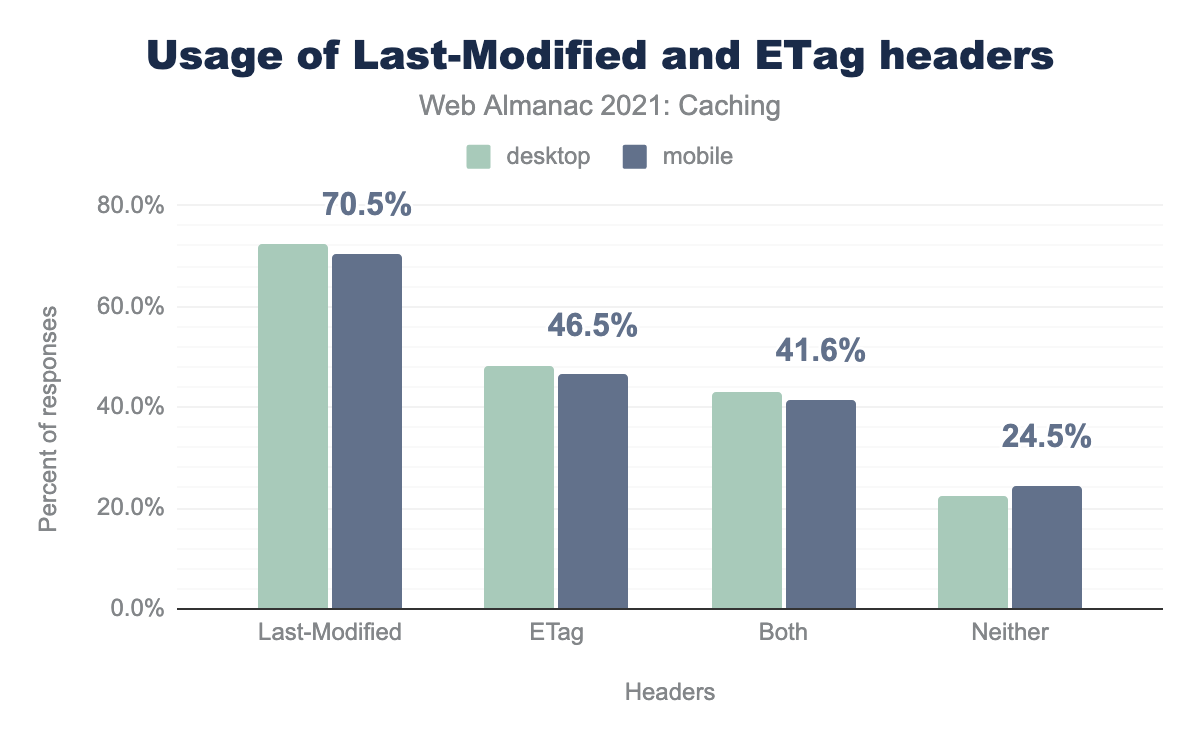 Usage of Last-Modified and ETag headers
Web Almanac 2021: Caching
desktop mobile
80.0%
60.0%
40.0%
20.0%
0.0%
Percent of responses
70.5%
46.5%
41.6%
24.5%
Last-Modified ETag Both Neither
Headers